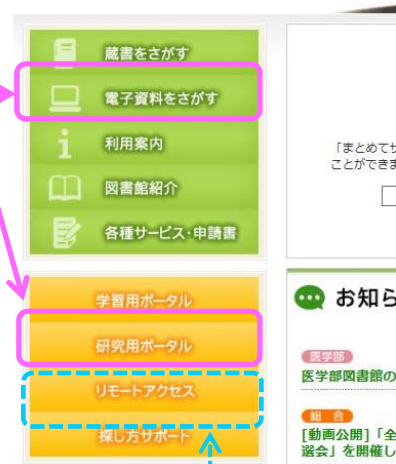 蔵書をさがす
電子資料をさがす
利用案内
図書館紹介
各種サービス・申請書
学習用ポータル
研究用ポータル
リモートアクセス
探し方サポート
「まとめてサ
ことができま
お知ら
医学部
医学部図書館の
総合
[動画公開]「全
選会」を開催し